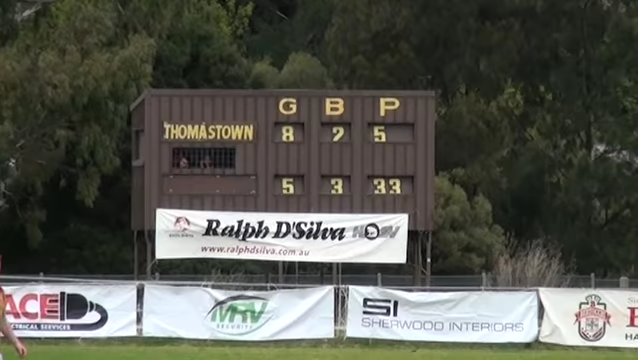 G B P
THOMASTOWN 8 2 5
5 3 33
RALPH D'SILVA
www.ralphdsilva.com.au
ACE
ELECTRICAL SERVICES
MRV
SECURITY
SI
SHERWOOD INTERIORS